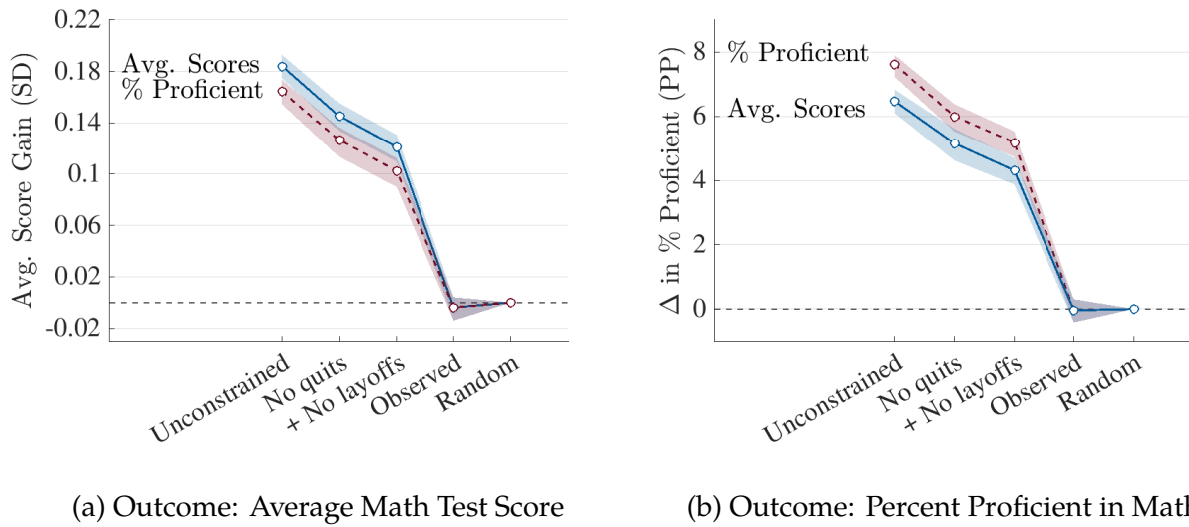 Avg. Score Gain (SD)
0.22
0.18
0.14
0.1
0.06
0.02
-0.02
Avg. Scores
% Proficient
Unconstrained
No quits
+ No layoffs
Observed
Random
(a) Outcome: Average Math Test Score
Δ in % Proficient (PP)
8
6
4
2
0
% Proficient
Avg. Scores
Unconstrained
No quits
+ No layoffs
Observed
Random
(b) Outcome: Percent Proficient in Math